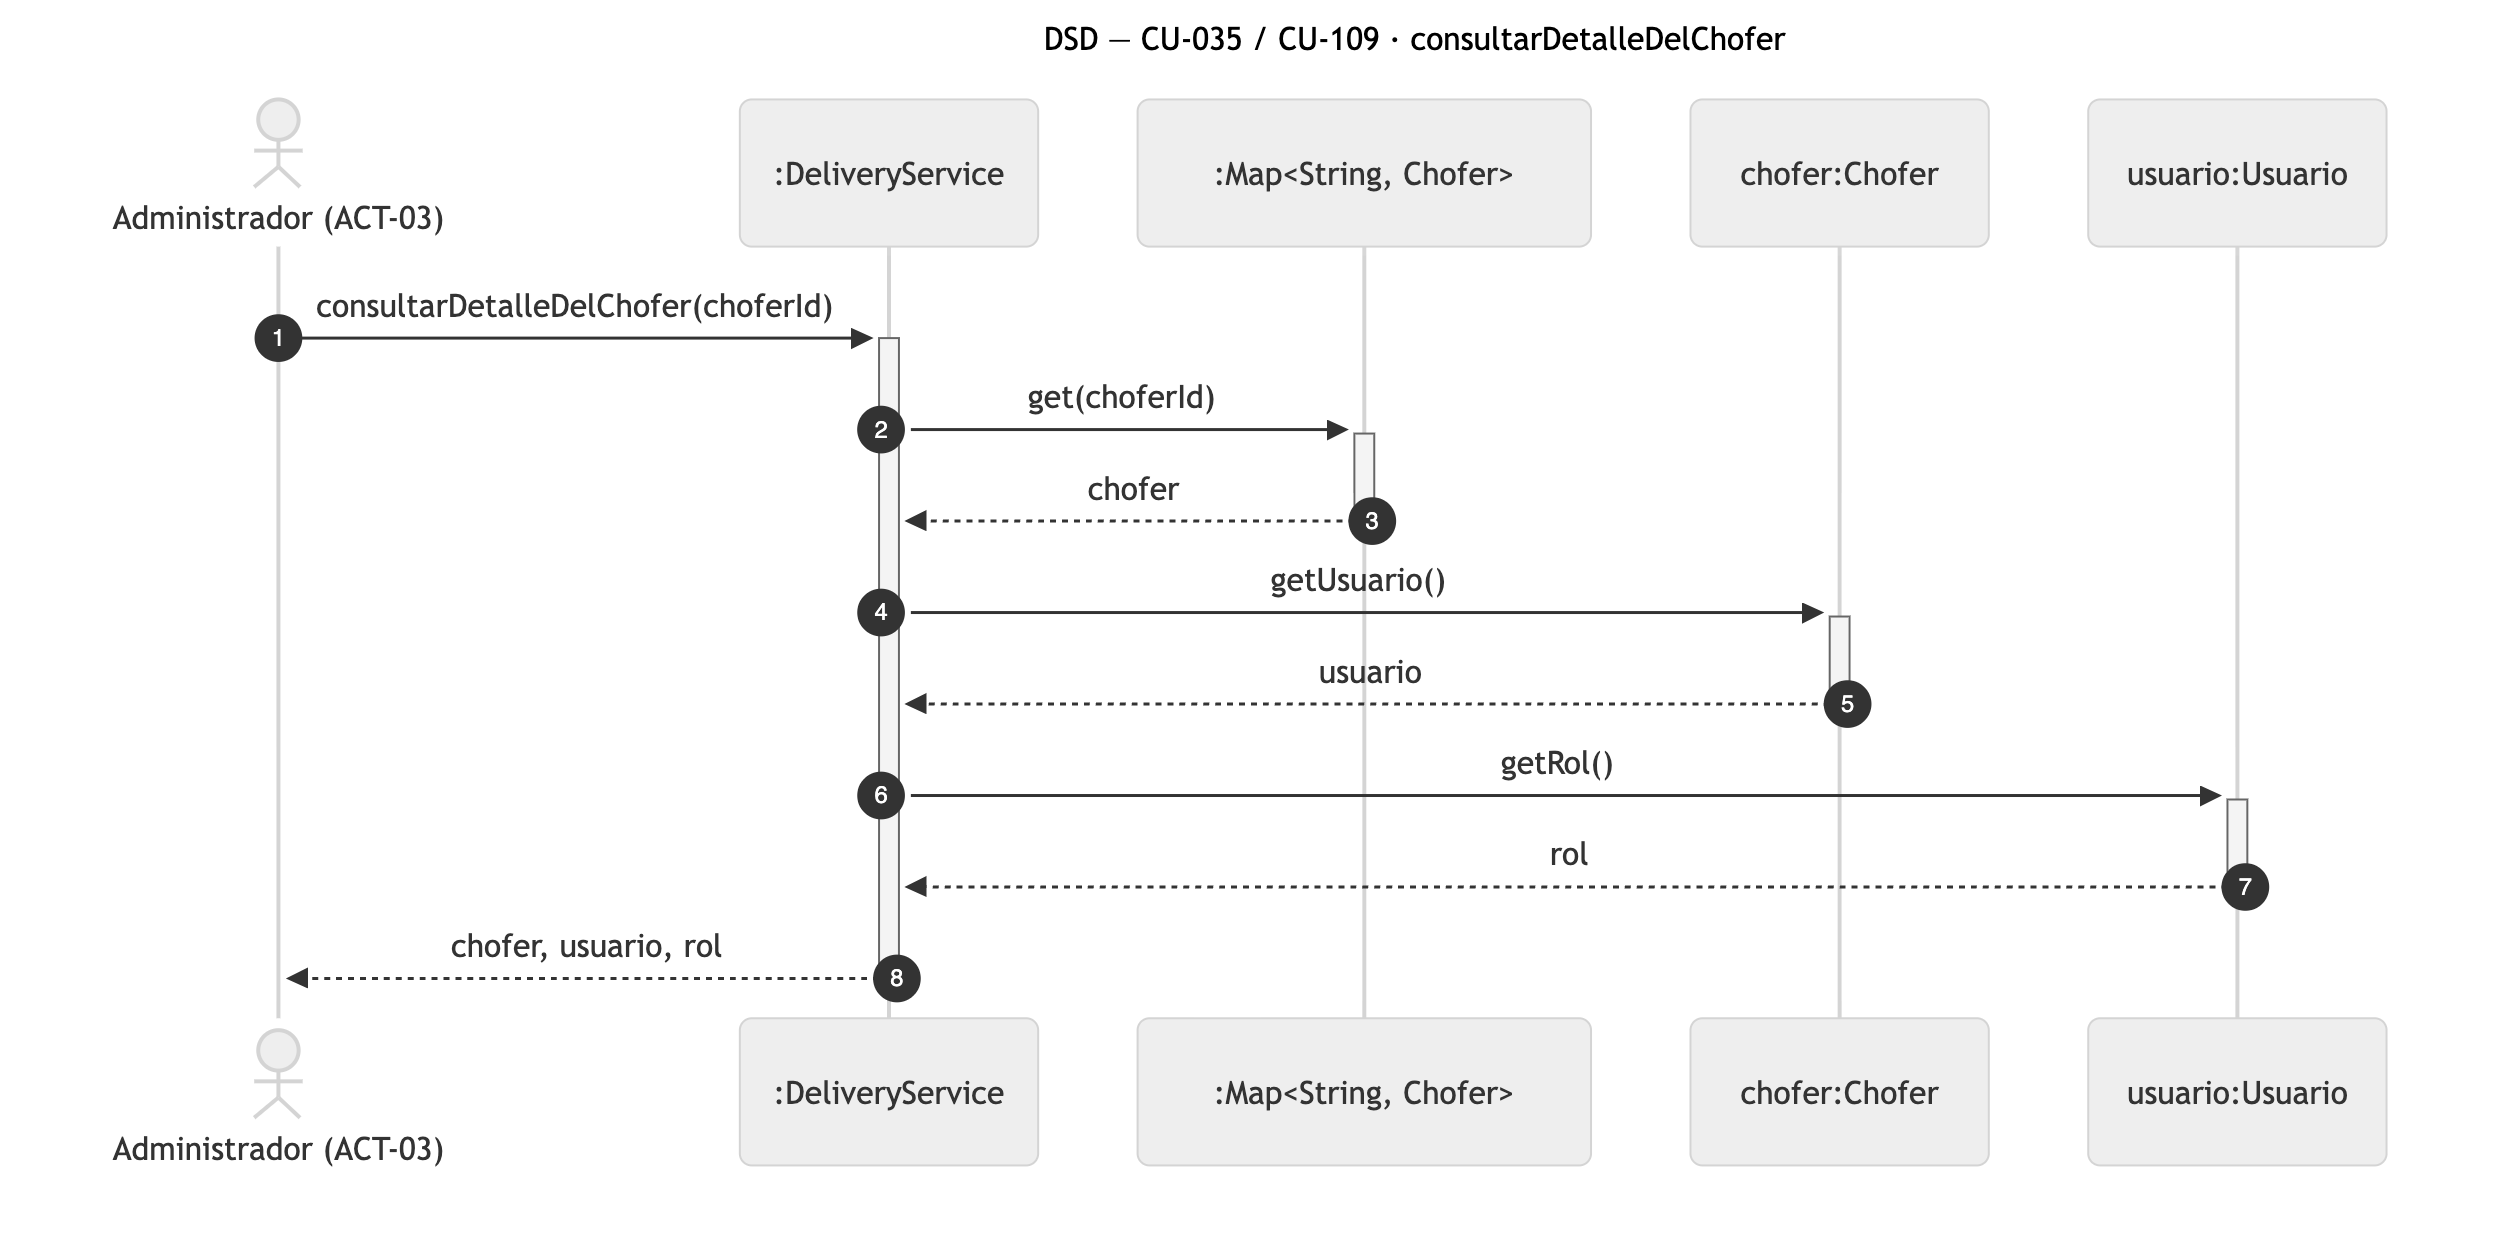 DSD — CU-035 / CU-109 · consultarDetalleDelChofer
Administrador (ACT-03)
:DeliveryService
:Map<String, Chofer>
chofer:Chofer
usuario:Usuario
consultarDetalleDelChofer(choferId)
1
get(choferId)
2
chofer
3
getUsuario()
4
usuario
5
getRol()
6
rol
7
chofer, usuario, rol
8
Administrador (ACT-03)
:DeliveryService
:Map<String, Chofer>
chofer:Chofer
usuario:Usuario